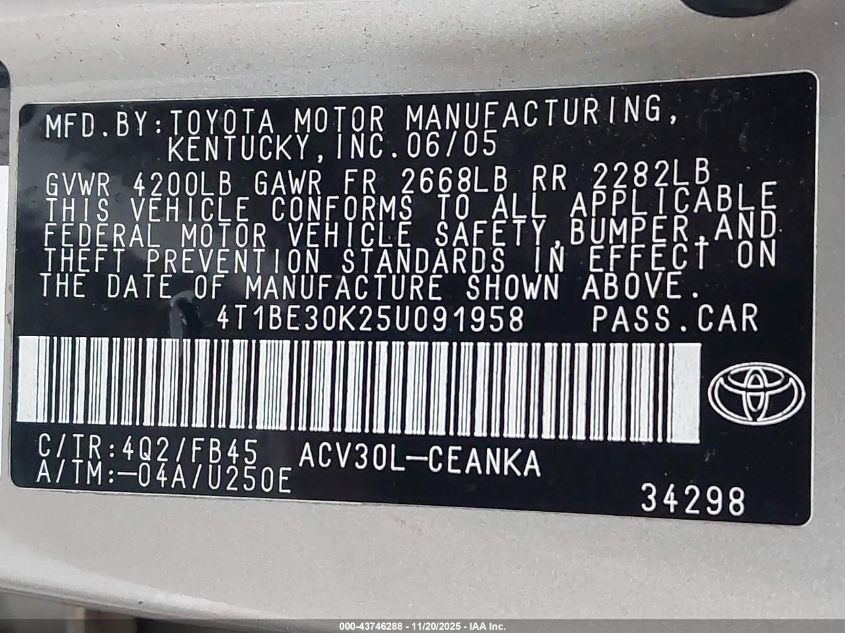 MFD.BY:TOYOTA MOTOR MANUFACTURING,
KENTUCKY,INC.06/05
GVWR 4200LB GAWR FR 2668LB RR 2282LB
THIS VEHICLE CONFORMS TO ALL APPLICABLE
FEDERAL MOTOR VEHICLE SAFETY,BUMPER,AND
THEFT PREVENTION STANDARDS IN EFFECT ON
THE DATE OF MANUFACTURE SHOWN ABOVE.
4T1BE30K25U091958 PASS.CAR
C/TR:4Q2/FB45 ACV30L-CEANKA
A/TM:-04A/U250E
34298
000-43746288 - 11/20/2025 - IAA Inc.